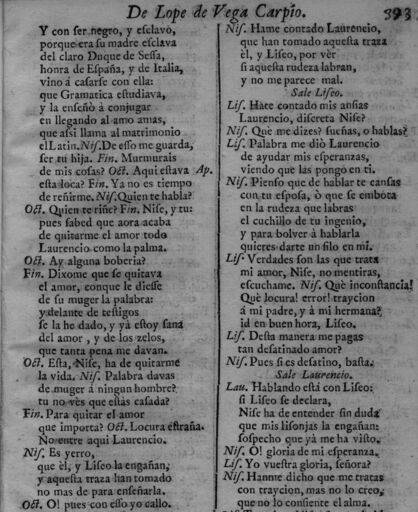 De Lope de Vega Carpio. 393
Y con ser negro, y esclavo,
porque era su madre esclava
del claro Duque de Sessa,
honra de España, y de Italia,
vino á casarse con ella:
que Gramatica estudiava,
y la enseñò à conjugar
en llegando al amo amas,
que assi llama al matrimonio
el Latin. Nis. De esso me guarda,
ser tu hija. Fin. Murmurais
de mis cosas? Oct. Aqui estava Ap.
esta loca? Fin. Ya no es tiempo
de reñirme. Nis. Quien te habla?
Oct. Quien te riñe? Fin. Nise, y tu:
pues sabed que aora acaba
de quitarme el amor todo
Laurencio como la palma.
Oct. Ay alguna boberia?
Fin. Dixome que se quitava
el amor, conque le diesse
de su muger la palabra:
y delante de testigos
se la he dado, y yà estoy sana
del amor, y de los zelos,
que tanta pena me davan.
Oct. Esta, Nise, ha de quitarme
la vida. Nis. Palabra davas
de muger á ningun hombre?
tu no vès que estás casada?
Fin. Para quitar el amor
que importa? Oct. Locura estraña.
No entre aqui Laurencio.
Nis. Es yerro,
que èl, y Liseo la engañan,
y aquesta traza han tomado
no mas de para enseñarla.
Oct. O! pues con esso yo callo.
Nis. Hame contado Laurencio,
que han tomado aquesta traza
èl, y Liseo, por vèr
si aquesta rudeza labran,
y no me parece mal.
Sale Liseo.
Lis. Hàte contado mis ansias
Laurencio, discreta Nise?
Nis. Què me dizes? sueñas, o hablas?
Lis. Palabra me diò Laurencio
de ayudar mis esperanzas,
viendo que las pongo en ti.
Nis. Pienso que de hablar te cansas
con tu esposa, ò que se embota
en la rudeza que labras
el cuchillo de tu ingenio,
y para bolver á hablarla
quieres darte un filo en mi.
Lis. Verdades son las que trata
mi amor, Nise, no mentiras,
escuchame. Nis. Què inconstancia!
Què locura! error! traycion
á mi padre, y á mi hermana?
id en buen hora, Liseo.
Lis. Desta manera me pagas
tan desatinado amor?
Nis. Pues si es desatino, basta.
Sale Laurencio.
Lau. Hablando está con Liseo:
si Liseo se declara,
Nise ha de entender sin duda
que mis lisonjas la engañan:
sospecho que yà me ha visto.
Nis. O! gloria de mi esperanza.
Lis. Yo vuestra gloria, señora?
Nis. Hanme dicho que me tratas
con traycion, mas no lo creo,
que no lo consiente el alma.